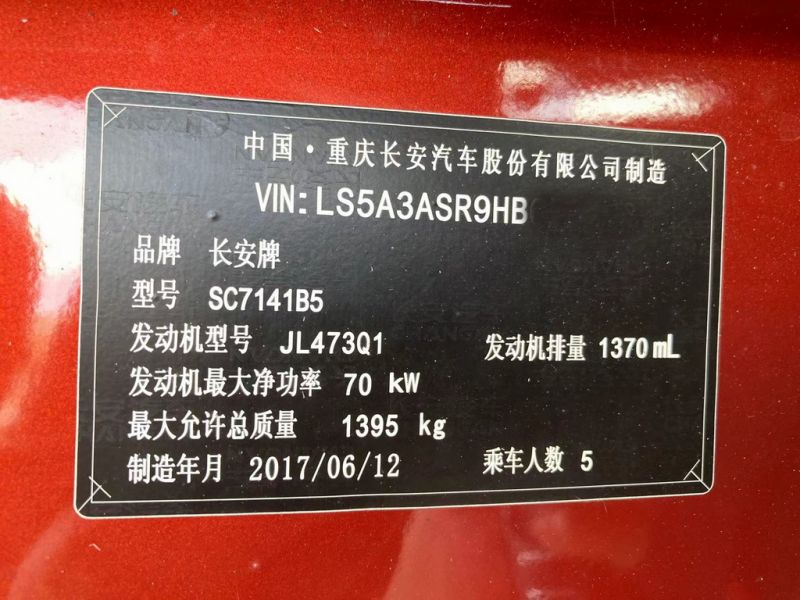 中国·重庆长安汽车股份有限公司制造
VIN: LS5A3ASR9HB
品牌 长安牌
型号 SC7141B5
发动机型号 JL473Q1 发动机排量 1370mL
发动机最大净功率 70 kW
最大允许总质量 1395 kg
制造年月 2017/06/12 乘车人数 5